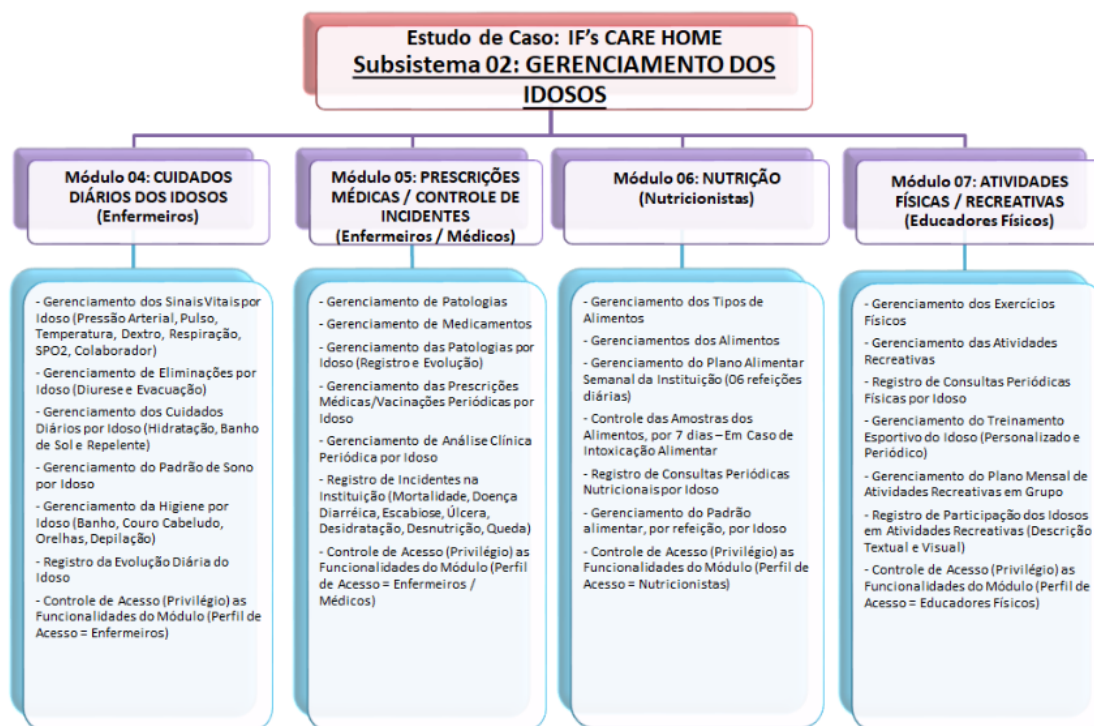 Estudo de Caso: IF's CARE HOME
Subsistema 02: GERENCIAMENTO DOS
IDOSOS
Módulo 04: CUIDADOS
DIÁRIOS DOS IDOSOS
(Enfermeiros)
Módulo 05: PRESCRIÇÕES
MÉDICAS / CONTROLE DE
INCIDENTES
(Enfermeiros / Médicos)
Módulo 06: NUTRIÇÃO
(Nutricionistas)
Módulo 07: ATIVIDADES
FÍSICAS / RECREATIVAS
(Educadores Físicos)
- Gerenciamento dos Sinais Vitais por
Idoso (Pressão Arterial, Pulso,
Temperatura, Dextro, Respiração,
SPO2, Colaborador)
- Gerenciamento de Eliminações por
Idoso (Diurese e Evacuação)
- Gerenciamento dos Cuidados
Diários por Idoso (Hidratação, Banho
de Sol e Repelente)
- Gerenciamento do Padrão de Sono
por Idoso
- Gerenciamento da Higiene por
Idoso (Banho, Couro Cabeludo,
Orelhas, Depilação)
- Registro da Evolução Diária do
Idoso
- Controle de Acesso (Privilégio) as
Funcionalidades do Módulo (Perfil de
Acesso = Enfermeiros)
- Gerenciamento de Patologias
- Gerenciamento de Medicamentos
- Gerenciamento das Patologias por
Idoso (Registro e Evolução)
- Gerenciamento das Prescrições
Médicas/Vacinações Periódicas por
Idoso
- Gerenciamento de Análise Clínica
Periódica por Idoso
- Registro de Incidentes na
Instituição (Mortalidade, Doença
Diarréica, Escabiose, Úlcera,
Desidratação, Desnutrição, Queda)
- Controle de Acesso (Privilégio) as
Funcionalidades do Módulo (Perfil de
Acesso = Enfermeiros /
Médicos)
- Gerenciamento dos Tipos de
Alimentos
- Gerenciamentos dos Alimentos
- Gerenciamento do Plano Alimentar
Semanal da Instituição (06 refeições
diárias)
- Controle das Amostras dos
Alimentos, por 7 dias – Em Caso de
Intoxicação Alimentar
- Registro de Consultas Periódicas
Nutricionais por Idoso
- Gerenciamento do Padrão
alimentar, por refeição, por Idoso
- Controle de Acesso (Privilégio) as
Funcionalidades do Módulo (Perfil de
Acesso = Nutricionistas)
- Gerenciamento dos Exercícios
Físicos
- Gerenciamento das Atividades
Recreativas
- Registro de Consultas Periódicas
Físicas por Idoso
- Gerenciamento do Treinamento
Esportivo do Idoso (Personalizado e
Periódico)
- Gerenciamento do Plano Mensal de
Atividades Recreativas em Grupo
- Registro de Participação dos Idosos
em Atividades Recreativas (Descrição
Textual e Visual)
- Controle de Acesso (Privilégio) as
Funcionalidades do Módulo (Perfil de
Acesso = Educadores Físicos)